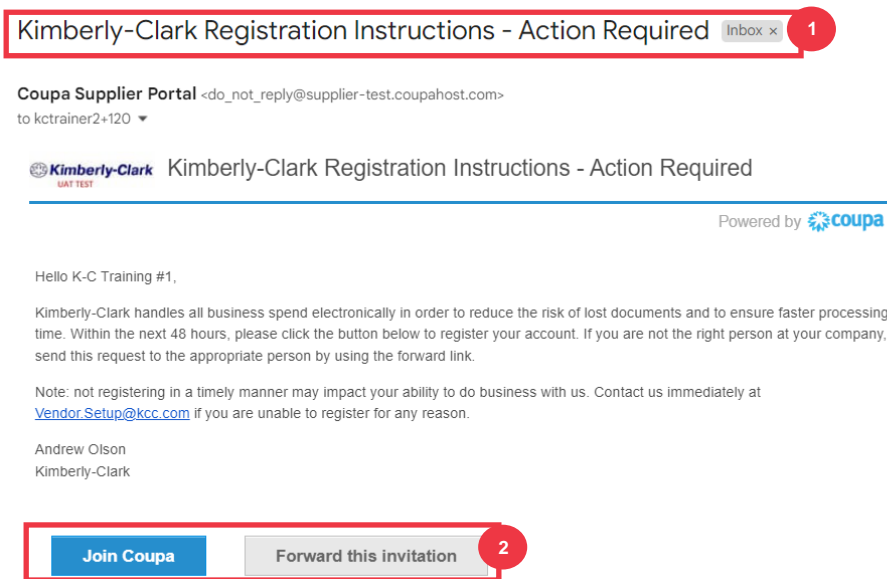 Kimberly-Clark Registration Instructions - Action Required Inbox × 1
Coupa Supplier Portal <do_not_reply@supplier-test.coupahost.com>
to kctrainer2+120
Kimberly-Clark Kimberly-Clark Registration Instructions - Action Required
UAT TEST
Powered by coupa
Hello K-C Training #1,
Kimberly-Clark handles all business spend electronically in order to reduce the risk of lost documents and to ensure faster processing
time. Within the next 48 hours, please click the button below to register your account. If you are not the right person at your company,
send this request to the appropriate person by using the forward link.
Note: not registering in a timely manner may impact your ability to do business with us. Contact us immediately at
Vendor.Setup@kcc.com if you are unable to register for any reason.
Andrew Olson
Kimberly-Clark
Join Coupa Forward this invitation 2